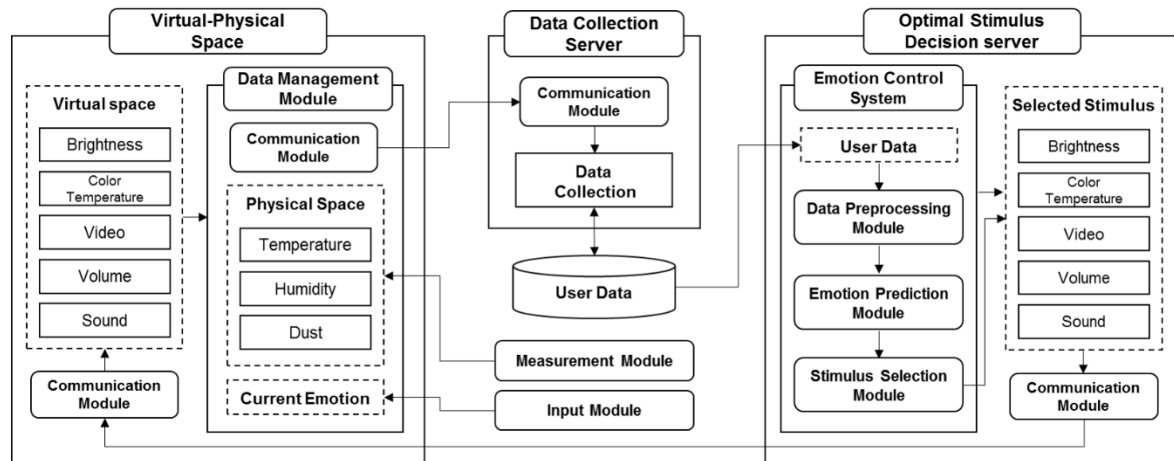 Virtual-Physical
Space
Virtual space
Brightness
Color
Temperature
Video
Volume
Sound
Communication
Module
Data Management
Module
Communication
Module
Physical Space
Temperature
Humidity
Dust
Current Emotion
Data Collection
Server
Communication
Module
Data
Collection
User Data
Measurement Module
Input Module
Optimal Stimulus
Decision server
Emotion Control
System
User Data
Data Preprocessing
Module
Emotion Prediction
Module
Stimulus Selection
Module
Selected Stimulus
Brightness
Color
Temperature
Video
Volume
Sound
Communication
Module